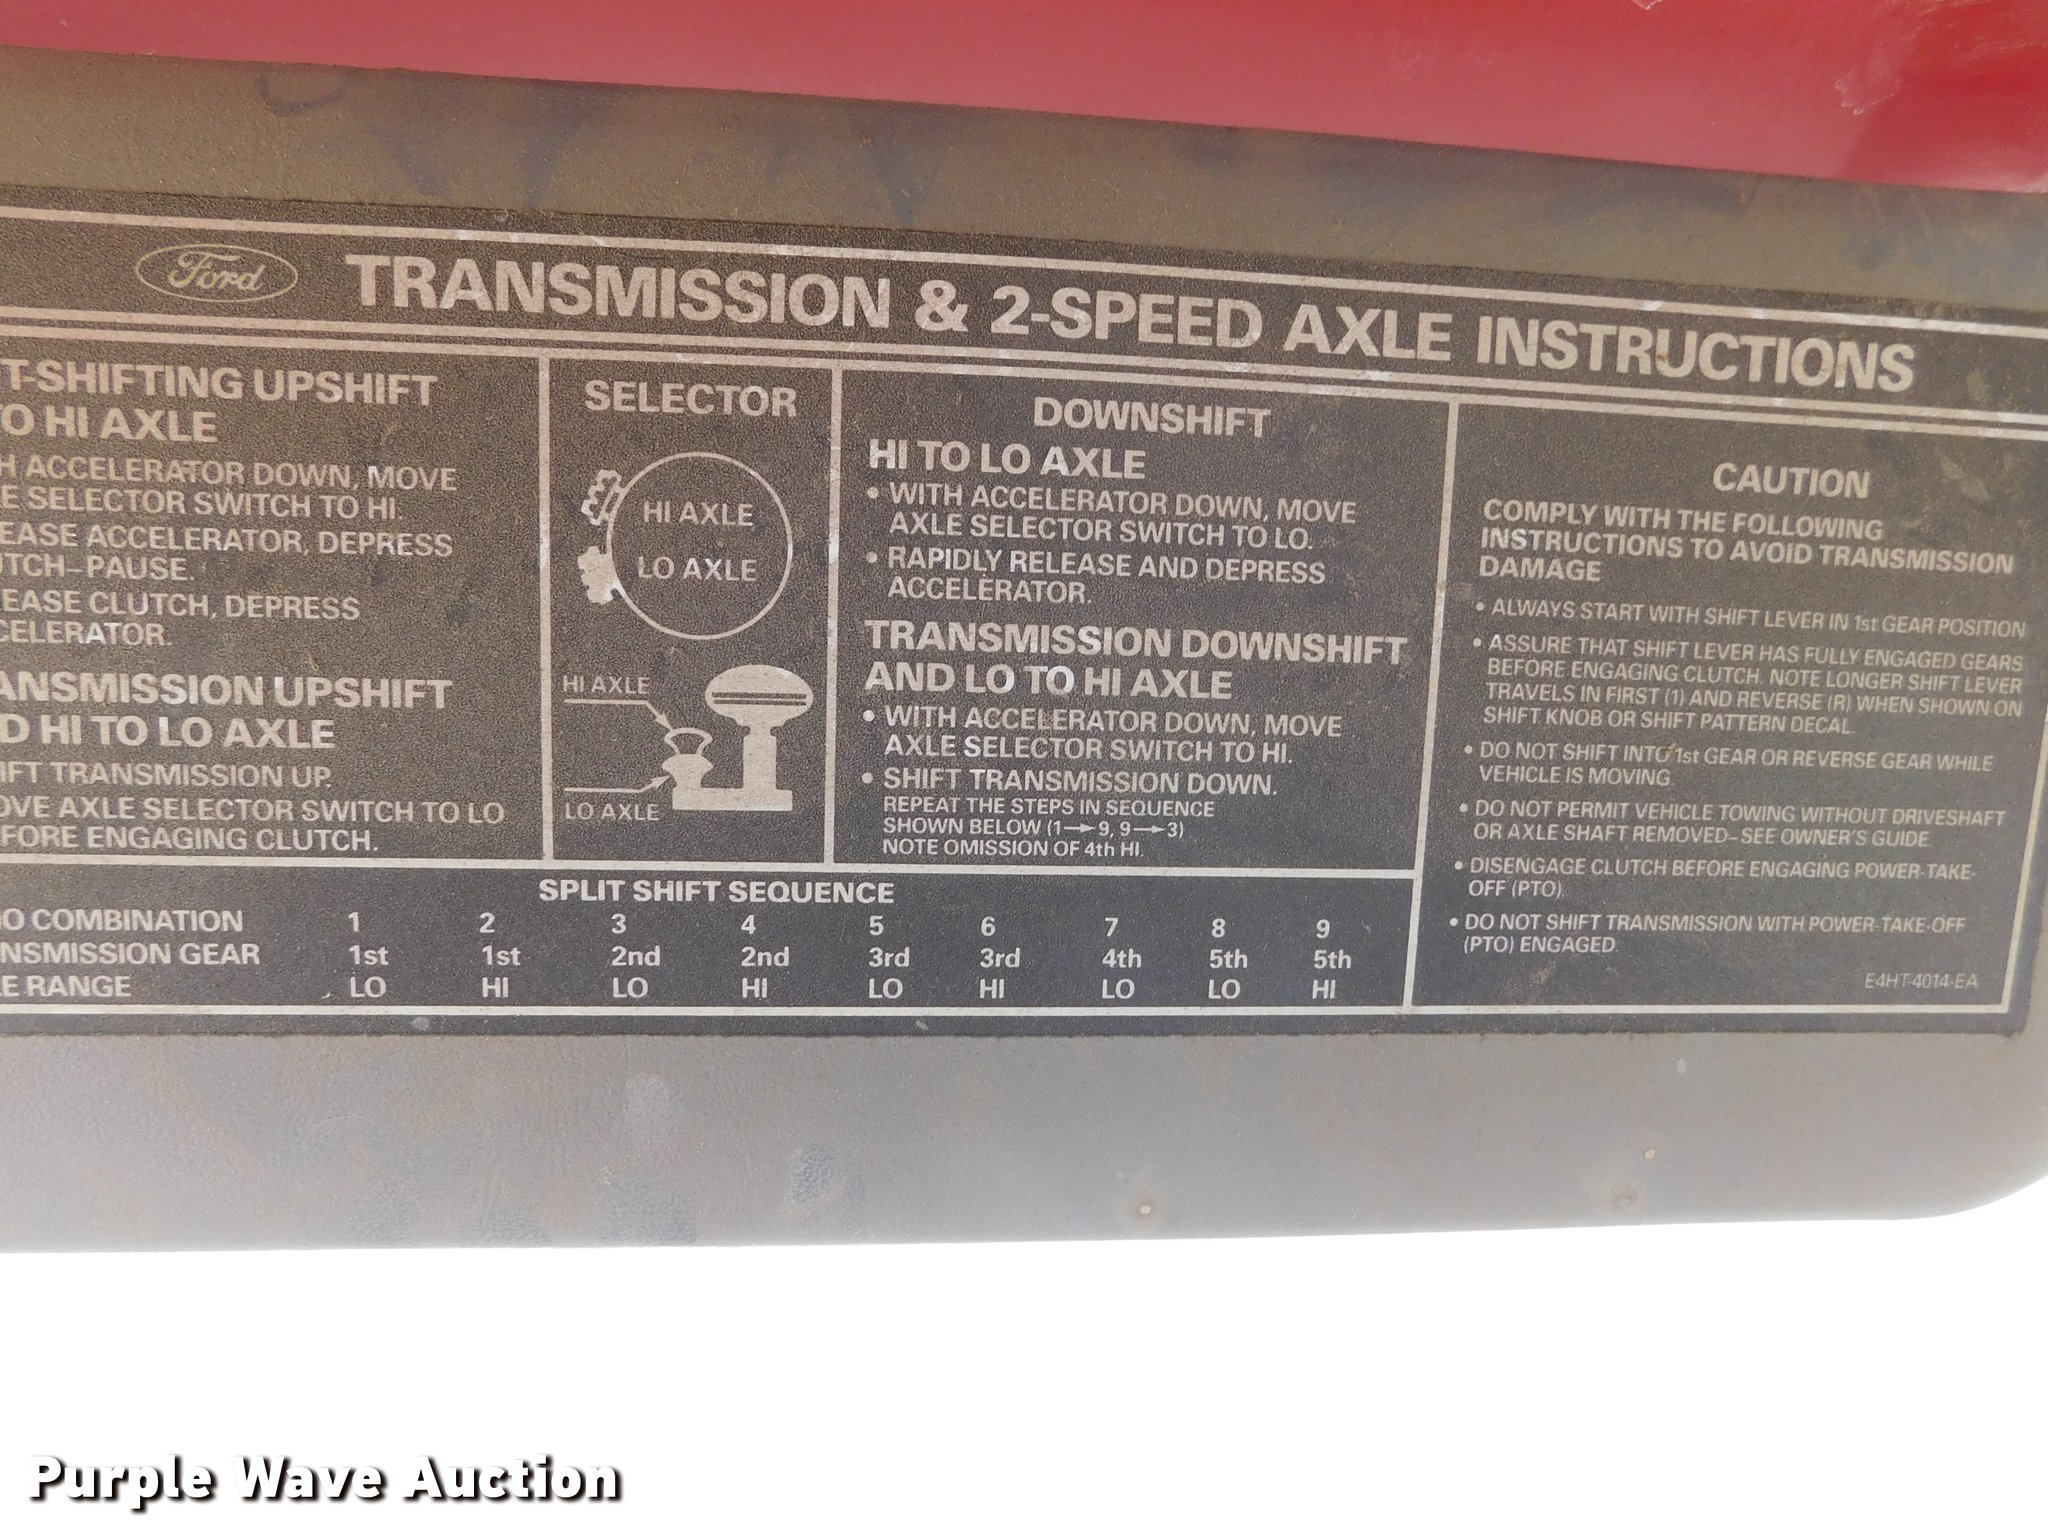 Ford TRANSMISSION & 2-SPEED AXLE INSTRUCTIONS
T-SHIFTING UPSHIFT
O HI AXLE
H ACCELERATOR DOWN, MOVE
E SELECTOR SWITCH TO HI.
EASE ACCELERATOR, DEPRESS
UTCH–PAUSE.
EASE CLUTCH, DEPRESS
CELERATOR.
ANSMISSION UPSHIFT
D HI TO LO AXLE
IFT TRANSMISSION UP.
OVE AXLE SELECTOR SWITCH TO LO
FORE ENGAGING CLUTCH.
SELECTOR
HI AXLE
LO AXLE
HI AXLE
LO AXLE
DOWNSHIFT
HI TO LO AXLE
• WITH ACCELERATOR DOWN, MOVE
AXLE SELECTOR SWITCH TO LO.
• RAPIDLY RELEASE AND DEPRESS
ACCELERATOR.
TRANSMISSION DOWNSHIFT
AND LO TO HI AXLE
• WITH ACCELERATOR DOWN, MOVE
AXLE SELECTOR SWITCH TO HI.
• SHIFT TRANSMISSION DOWN.
REPEAT THE STEPS IN SEQUENCE
SHOWN BELOW (1→9, 9→3)
NOTE OMISSION OF 4th HI.
CAUTION
COMPLY WITH THE FOLLOWING
INSTRUCTIONS TO AVOID TRANSMISSION
DAMAGE
• ALWAYS START WITH SHIFT LEVER IN 1st GEAR POSITION
• ASSURE THAT SHIFT LEVER HAS FULLY ENGAGED GEARS
BEFORE ENGAGING CLUTCH. NOTE LONGER SHIFT LEVER
TRAVELS IN FIRST (1) AND REVERSE (R) WHEN SHOWN ON
SHIFT KNOB OR SHIFT PATTERN DECAL.
• DO NOT SHIFT INTO 1st GEAR OR REVERSE GEAR WHILE
VEHICLE IS MOVING.
• DO NOT PERMIT VEHICLE TOWING WITHOUT DRIVESHAFT
OR AXLE SHAFT REMOVED–SEE OWNER'S GUIDE.
• DISENGAGE CLUTCH BEFORE ENGAGING POWER-TAKE-
OFF (PTO).
• DO NOT SHIFT TRANSMISSION WITH POWER-TAKE-OFF
(PTO) ENGAGED.
E4HT-4014-EA
SPLIT SHIFT SEQUENCE
IO COMBINATION 1 2 3 4 5 6 7 8 9
NSMISSION GEAR 1st 1st 2nd 2nd 3rd 3rd 4th 5th 5th
E RANGE LO HI LO HI LO HI LO LO HI
Purple Wave Auction